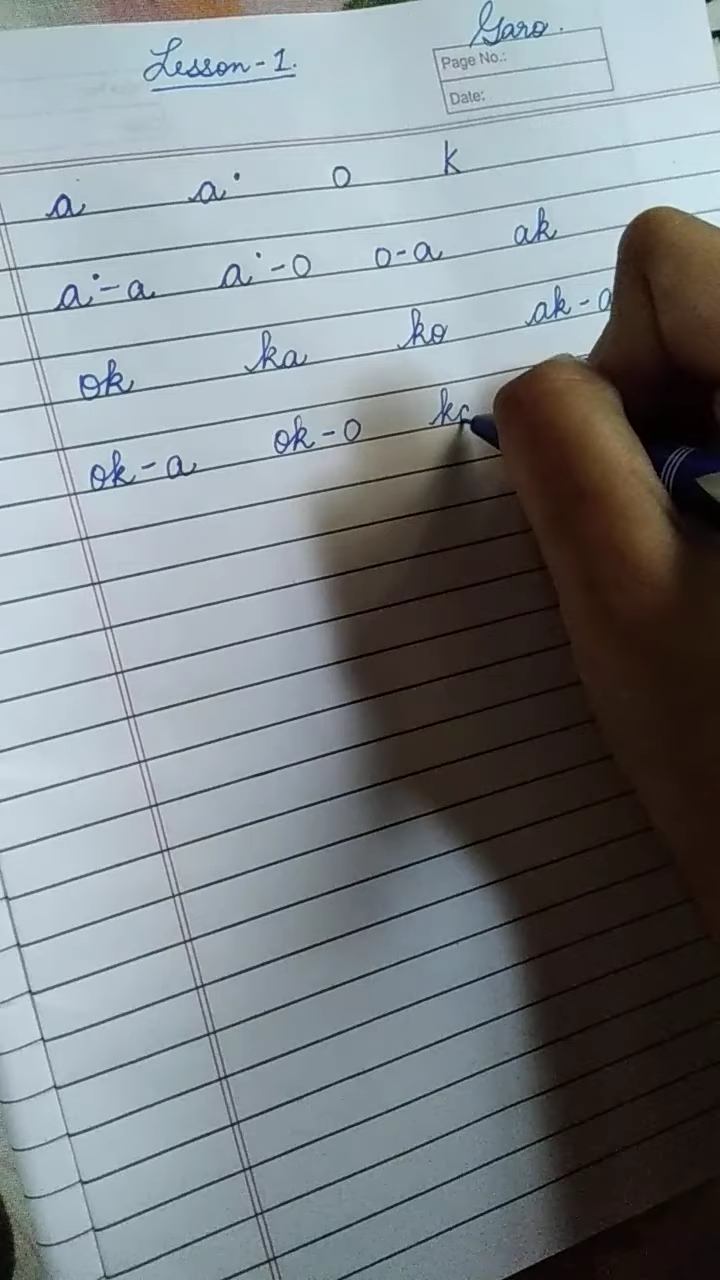 Garo.
Lesson-1.
Page No.:
Date:
a a· o k
a·-a a·-o o-a ak
ok ka ko
ok-a ok-o